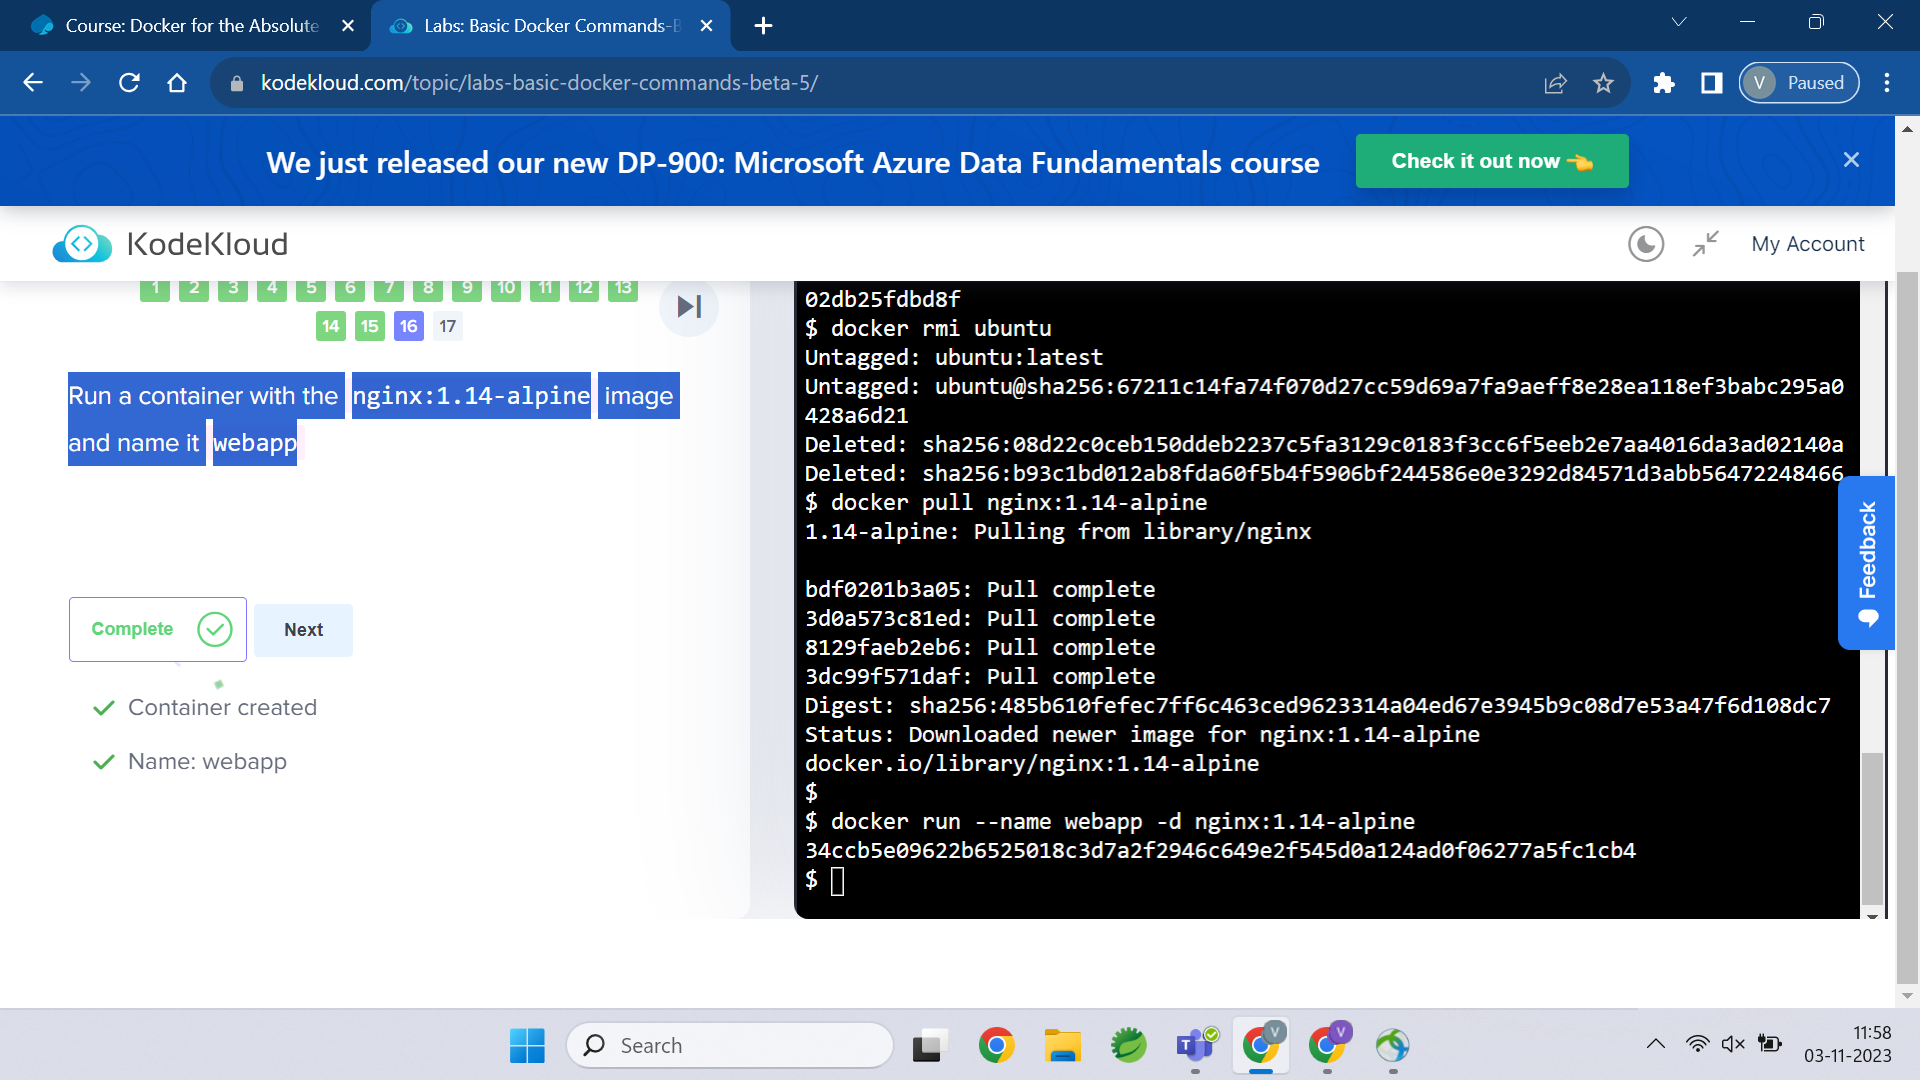 Course: Docker for the Absolute
Labs: Basic Docker Commands-B
kodekloud.com/topic/labs-basic-docker-commands-beta-5/
V Paused
We just released our new DP-900: Microsoft Azure Data Fundamentals course
Check it out now
KodeKloud
My Account
1 2 3 4 5 6 7 8 9 10 11 12 13
14 15 16 17
Run a container with the nginx:1.14-alpine image
and name it webapp
Complete
Next
Container created
Name: webapp
02db25fdbd8f
$ docker rmi ubuntu
Untagged: ubuntu:latest
Untagged: ubuntu@sha256:67211c14fa74f070d27cc59d69a7fa9aeff8e28ea118ef3babc295a0
428a6d21
Deleted: sha256:08d22c0ceb150ddeb2237c5fa3129c0183f3cc6f5eeb2e7aa4016da3ad02140a
Deleted: sha256:b93c1bd012ab8fda60f5b4f5906bf244586e0e3292d84571d3abb56472248466
$ docker pull nginx:1.14-alpine
1.14-alpine: Pulling from library/nginx
bdf0201b3a05: Pull complete
3d0a573c81ed: Pull complete
8129faeb2eb6: Pull complete
3dc99f571daf: Pull complete
Digest: sha256:485b610fefec7ff6c463ced9623314a04ed67e3945b9c08d7e53a47f6d108dc7
Status: Downloaded newer image for nginx:1.14-alpine
docker.io/library/nginx:1.14-alpine
$
$ docker run --name webapp -d nginx:1.14-alpine
34ccb5e09622b6525018c3d7a2f2946c649e2f545d0a124ad0f06277a5fc1cb4
$
Feedback
Search
T
V
V
11:58
03-11-2023